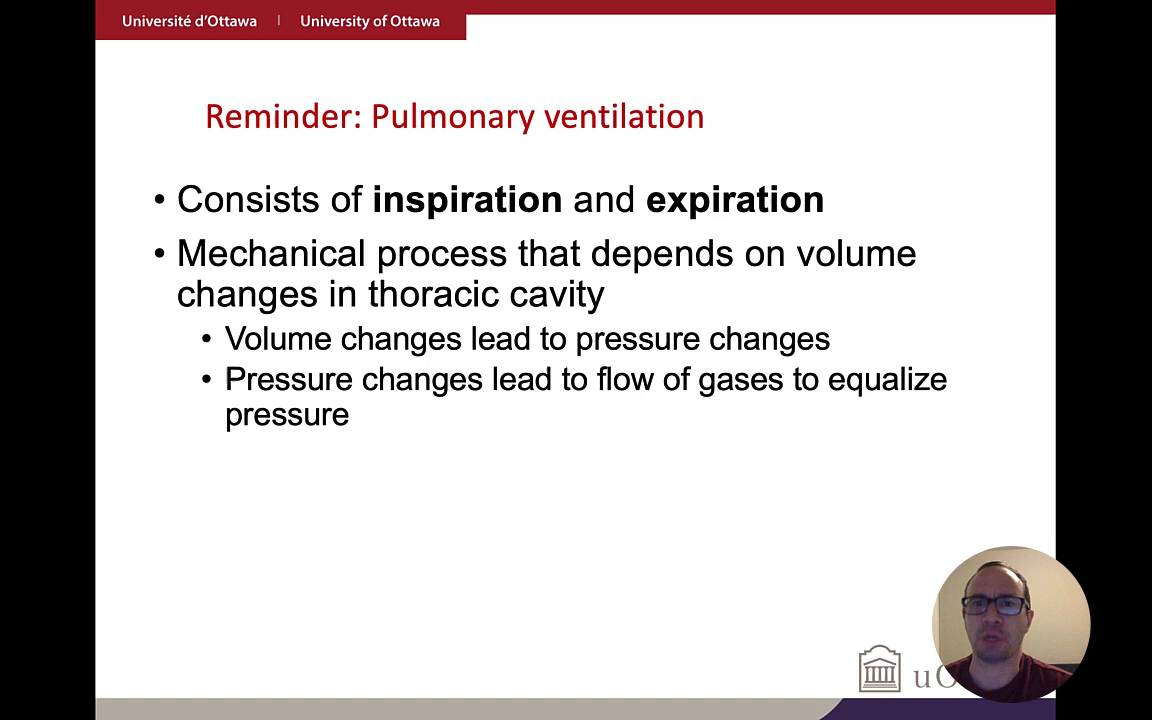 Université d'Ottawa | University of Ottawa
Reminder: Pulmonary ventilation
• Consists of inspiration and expiration
• Mechanical process that depends on volume
changes in thoracic cavity
• Volume changes lead to pressure changes
• Pressure changes lead to flow of gases to equalize
pressure